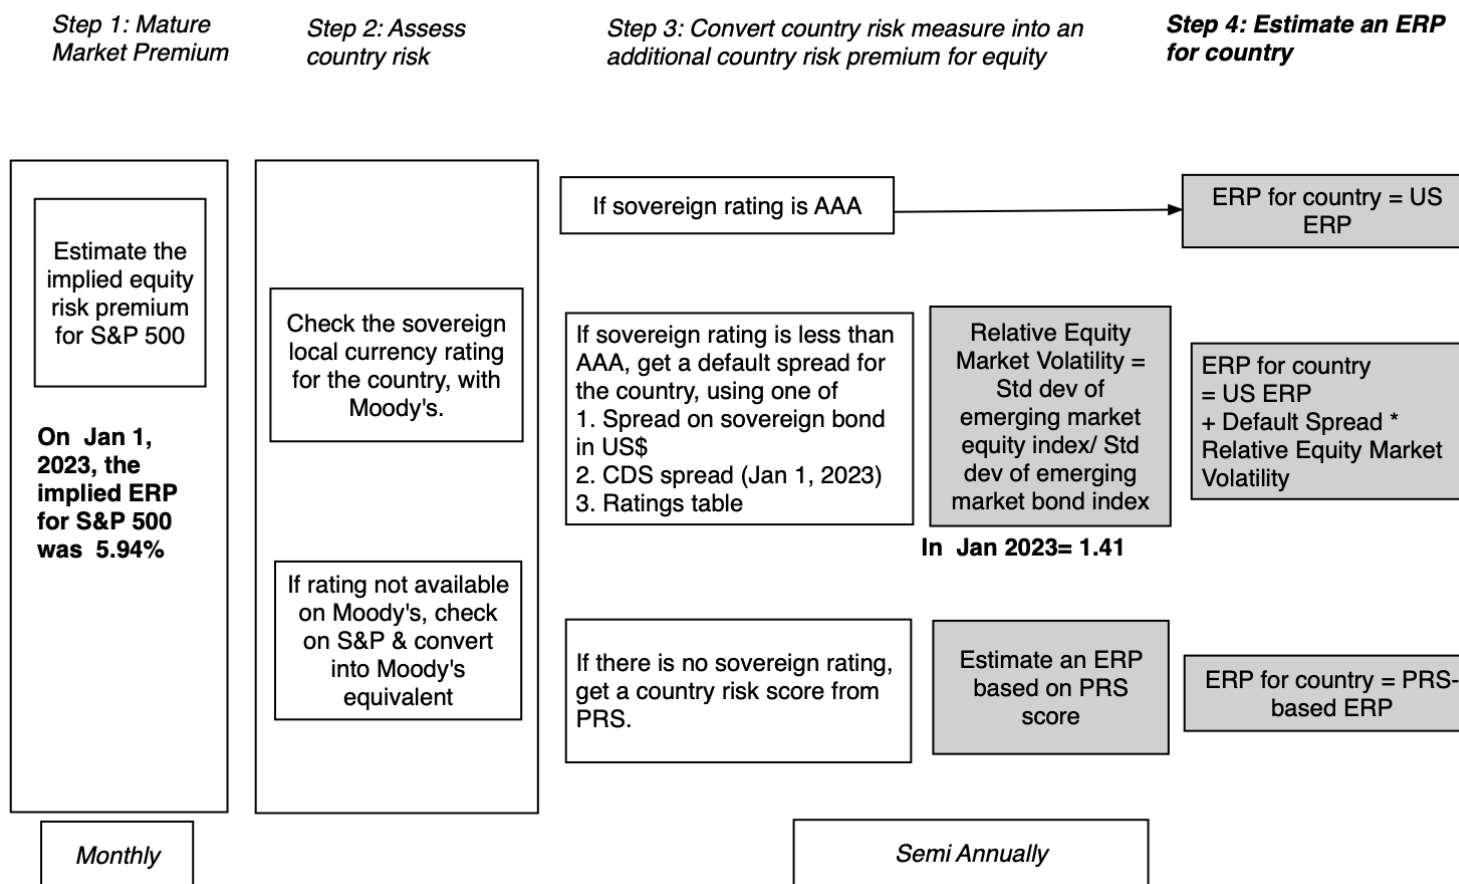 Step 1: Mature
Market Premium
Step 2: Assess
country risk
Step 3: Convert country risk measure into an
additional country risk premium for equity
Step 4: Estimate an ERP
for country
Estimate the
implied equity
risk premium
for S&P 500
On Jan 1,
2023, the
implied ERP
for S&P 500
was 5.94%
Check the sovereign
local currency rating
for the country, with
Moody's.
If rating not available
on Moody's, check
on S&P & convert
into Moody's
equivalent
If sovereign rating is AAA
ERP for country = US
ERP
If sovereign rating is less than
AAA, get a default spread for
the country, using one of
1. Spread on sovereign bond
in US$
2. CDS spread (Jan 1, 2023)
3. Ratings table
Relative Equity
Market Volatility =
Std dev of
emerging market
equity index/ Std
dev of emerging
market bond index
In Jan 2023= 1.41
ERP for country
= US ERP
+ Default Spread *
Relative Equity Market
Volatility
If there is no sovereign rating,
get a country risk score from
PRS.
Estimate an ERP
based on PRS
score
ERP for country = PRS-
based ERP
Monthly
Semi Annually